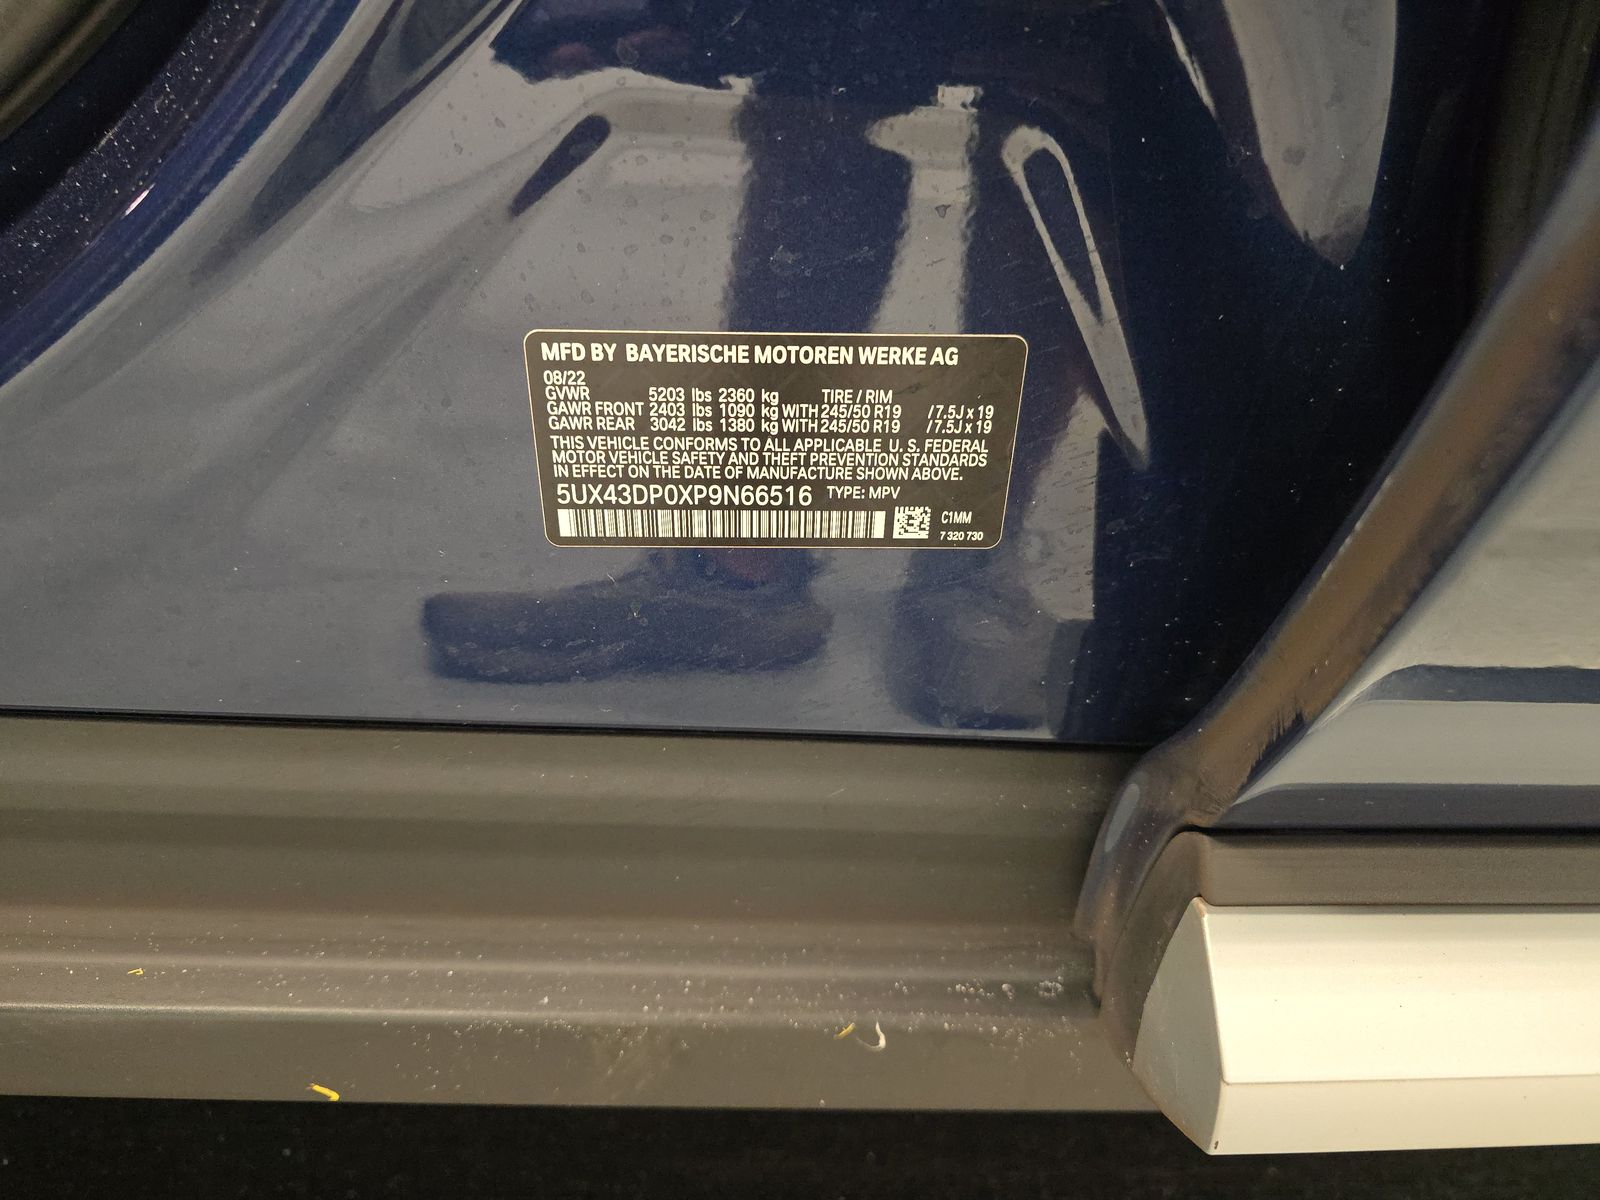 MFD BY BAYERISCHE MOTOREN WERKE AG
08/22
GVWR 5203 lbs 2360 kg TIRE / RIM
GAWR FRONT 2403 lbs 1090 kg WITH 245/50 R19 / 7.5J x 19
GAWR REAR 3042 lbs 1380 kg WITH 245/50 R19 / 7.5J x 19
THIS VEHICLE CONFORMS TO ALL APPLICABLE U. S. FEDERAL
MOTOR VEHICLE SAFETY AND THEFT PREVENTION STANDARDS
IN EFFECT ON THE DATE OF MANUFACTURE SHOWN ABOVE.
5UX43DP0XP9N66516 TYPE: MPV
C1MM
7 320 730